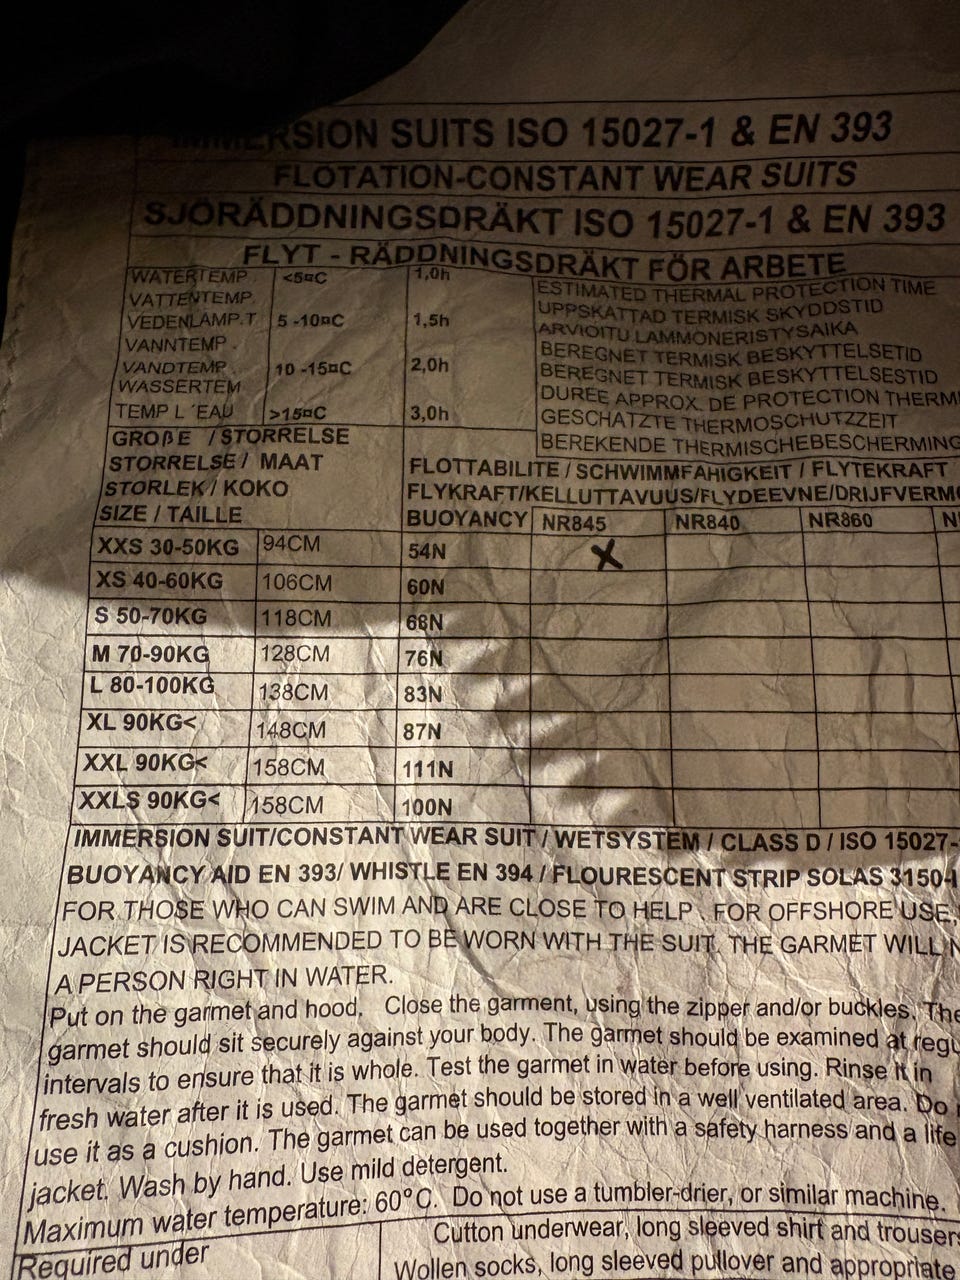 IMMERSION SUITS ISO 15027-1 & EN 393
FLOTATION-CONSTANT WEAR SUITS
SJÖRÄDDNINGSDRÄKT ISO 15027-1 & EN 393
FLYT - RÄDDNINGSDRÄKT FÖR ARBETE
WATERTEMP. <5¤C 1,0h ESTIMATED THERMAL PROTECTION TIME
VATTENTEMP. UPPSKATTAD TERMISK SKYDDSTID
VEDENLAMP.T 5 -10¤C 1,5h ARVIOITU LAMMONERISTYSAIKA
VANNTEMP . BEREGNET TERMISK BESKYTTELSETID
VANDTEMP . 10 -15¤C 2,0h BEREGNET TERMISK BESKYTTELSESTID
WASSERTEM DUREE APPROX. DE PROTECTION THERM
TEMP L ´EAU >15¤C 3,0h GESCHATZTE THERMOSCHUTZZEIT
BEREKENDE THERMISCHEBESCHERMING
GROßE / STORRELSE
STORRELSE / MAAT
STORLEK / KOKO
SIZE / TAILLE
FLOTTABILITE / SCHWIMMFAHIGKEIT / FLYTEKRAFT
FLYKRAFT/KELLUTTAVUUS/FLYDEEVNE/DRIJFVERM
BUOYANCY NR845 NR840 NR860 N
XXS 30-50KG 94CM 54N X
XS 40-60KG 106CM 60N
S 50-70KG 118CM 68N
M 70-90KG 128CM 76N
L 80-100KG 138CM 83N
XL 90KG< 148CM 87N
XXL 90KG< 158CM 111N
XXLS 90KG< 158CM 100N
IMMERSION SUIT/CONSTANT WEAR SUIT / WETSYSTEM / CLASS D / ISO 15027-
BUOYANCY AID EN 393/ WHISTLE EN 394 / FLOURESCENT STRIP SOLAS 3150-
FOR THOSE WHO CAN SWIM AND ARE CLOSE TO HELP . FOR OFFSHORE USE,
JACKET IS RECOMMENDED TO BE WORN WITH THE SUIT. THE GARMET WILL N
A PERSON RIGHT IN WATER.
Put on the garmet and hood. Close the garment, using the zipper and/or buckles. The
garmet should sit securely against your body. The garmet should be examined at regu
intervals to ensure that it is whole. Test the garmet in water before using. Rinse it in
fresh water after it is used. The garmet should be stored in a well ventilated area. Do
use it as a cushion. The garmet can be used together with a safety harness and a life
jacket. Wash by hand. Use mild detergent.
Maximum water temperature: 60°C. Do not use a tumbler-drier, or similar machine.
Required under Cutton underwear, long sleeved shirt and trousers
Wollen socks, long sleeved pullover and appropriate